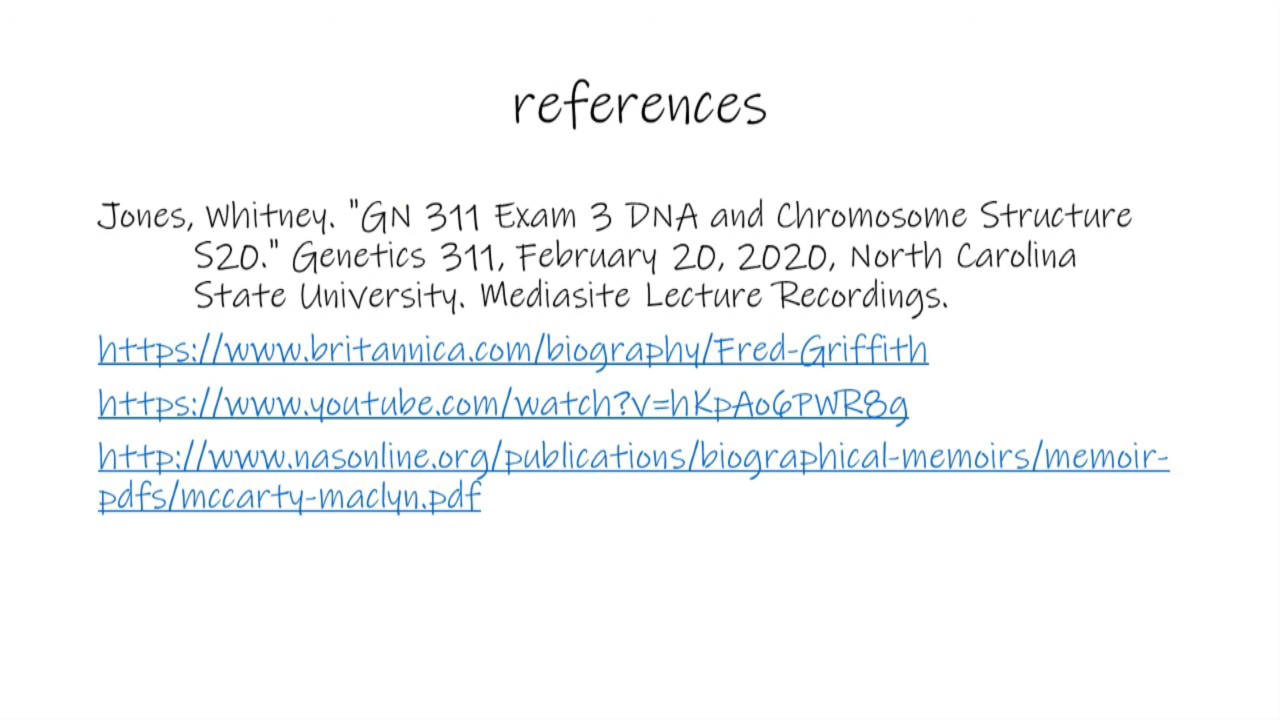 references
Jones, Whitney. "GN 311 Exam 3 DNA and Chromosome Structure
S20." Genetics 311, February 20, 2020, North Carolina
State University. Mediasite Lecture Recordings.
https://www.britannica.com/biography/Fred-Griffith
https://www.youtube.com/watch?v=hKpAo6PWR8g
http://www.nasonline.org/publications/biographical-memoirs/memoir-
pdfs/mccarty-maclyn.pdf